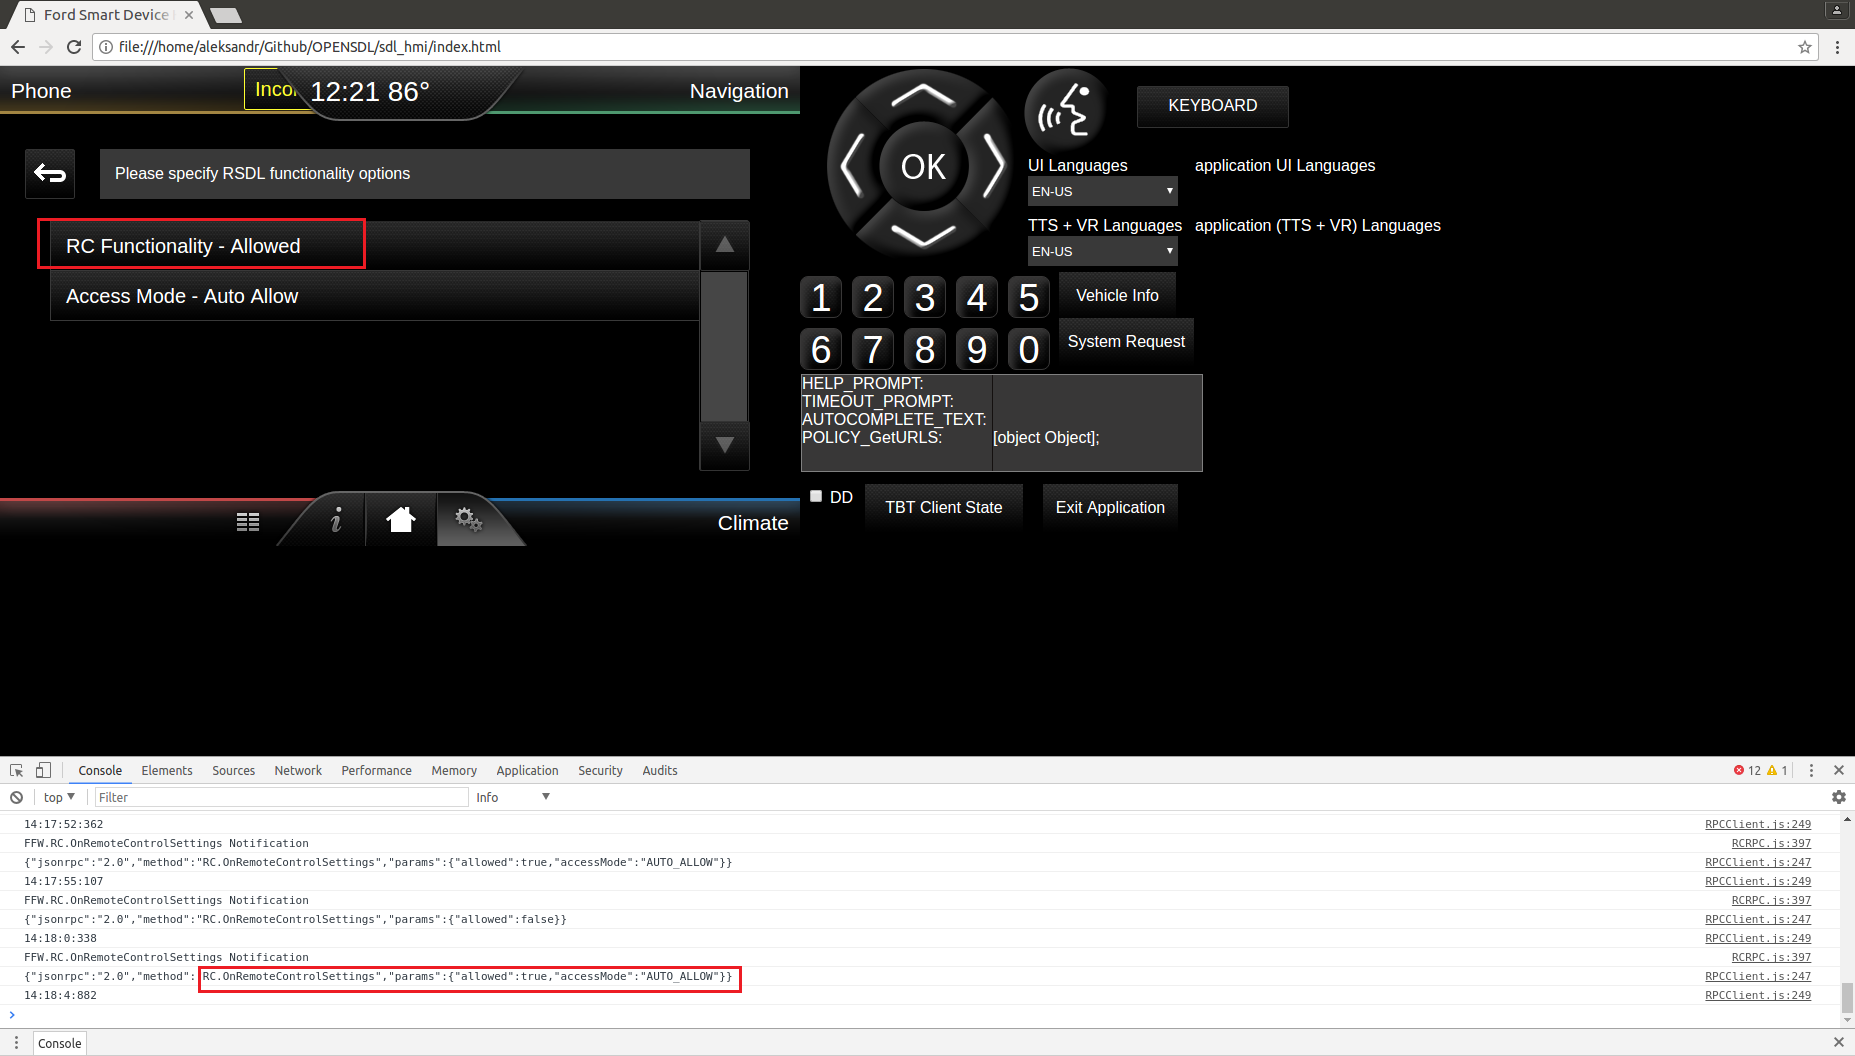 Ford Smart Device
file:///home/aleksandr/Github/OPENSDL/sdl_hmi/index.html
Phone
12:21 86°
Navigation
Please specify RSDL functionality options
RC Functionality - Allowed
Access Mode - Auto Allow
Climate
OK
KEYBOARD
UI Languages
application UI Languages
EN-US
TTS + VR Languages
application (TTS + VR) Languages
EN-US
1 2 3 4 5
Vehicle Info
6 7 8 9 0
System Request
HELP_PROMPT:
TIMEOUT_PROMPT:
AUTOCOMPLETE_TEXT:
POLICY_GetURLS: [object Object];
DD
TBT Client State
Exit Application
Console Elements Sources Network Performance Memory Application Security Audits
12 1
top Filter Info
14:17:52:362 RPCClient.js:249
FFW.RC.OnRemoteControlSettings Notification RCRPC.js:397
{"jsonrpc":"2.0","method":"RC.OnRemoteControlSettings","params":{"allowed":true,"accessMode":"AUTO_ALLOW"}} RPCClient.js:247
14:17:55:107 RPCClient.js:249
FFW.RC.OnRemoteControlSettings Notification RCRPC.js:397
{"jsonrpc":"2.0","method":"RC.OnRemoteControlSettings","params":{"allowed":false}} RPCClient.js:247
14:18:0:338 RPCClient.js:249
FFW.RC.OnRemoteControlSettings Notification RCRPC.js:397
{"jsonrpc":"2.0","method":"RC.OnRemoteControlSettings","params":{"allowed":true,"accessMode":"AUTO_ALLOW"}} RPCClient.js:247
14:18:4:882 RPCClient.js:249
Console